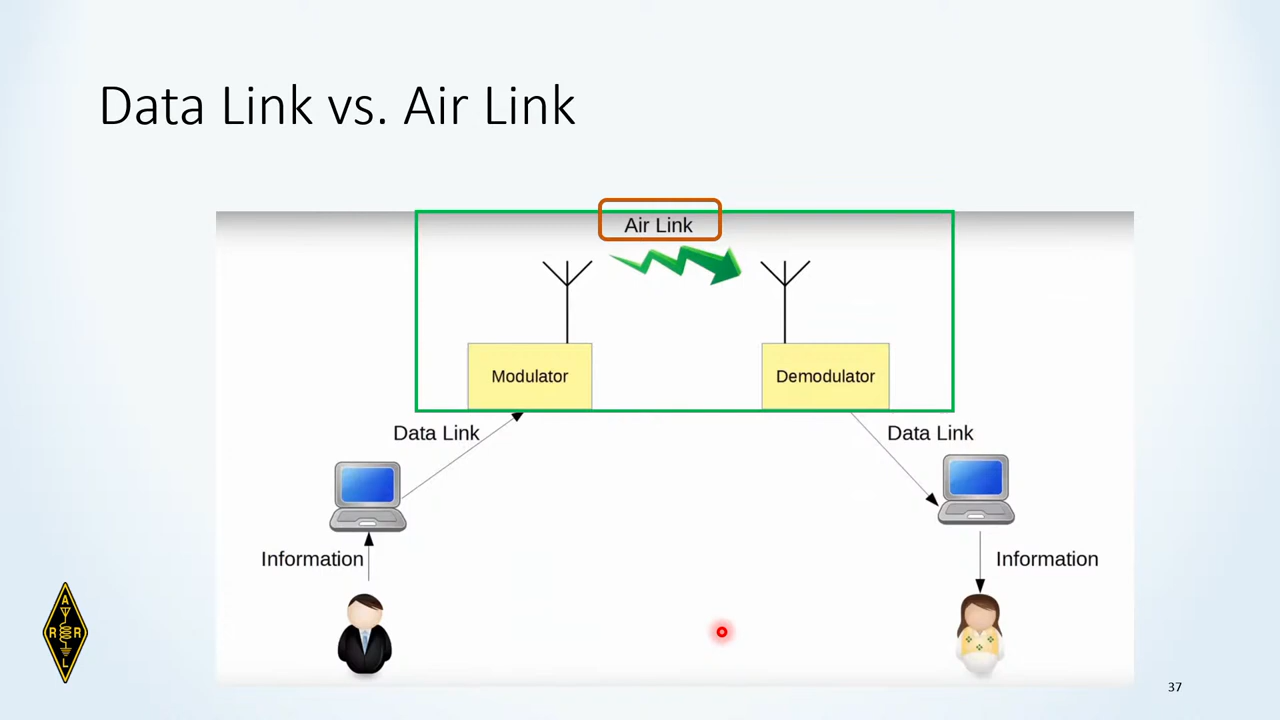 Data Link vs. Air Link
Air Link
Modulator
Demodulator
Data Link
Data Link
Information
Information
A
R R
L
37